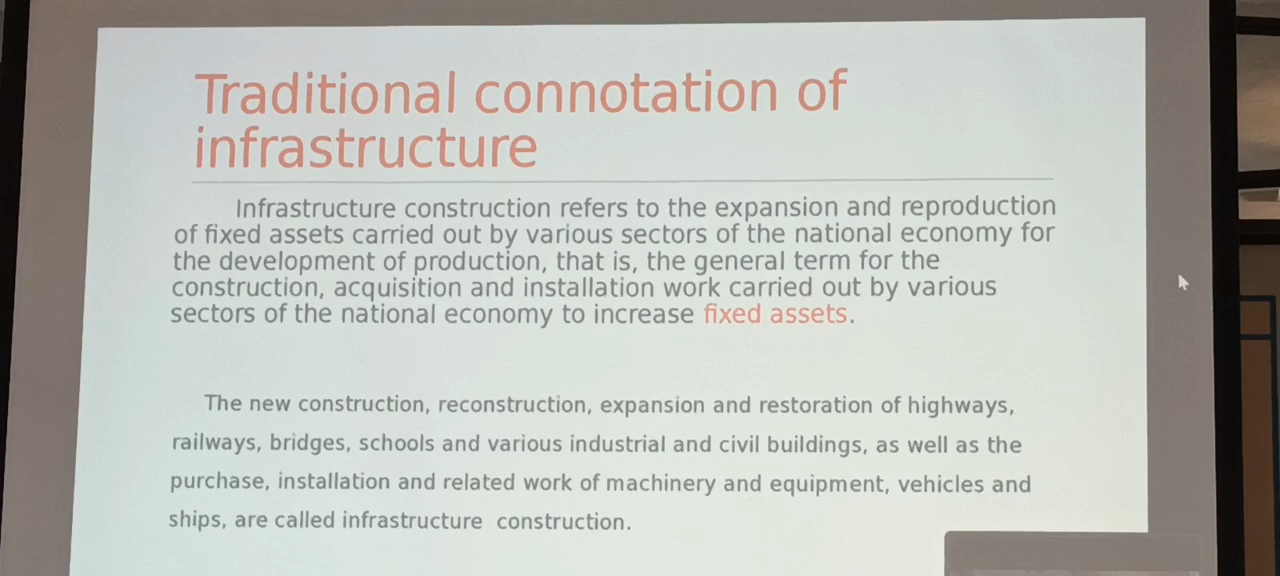 Traditional connotation of
infrastructure
Infrastructure construction refers to the expansion and reproduction
of fixed assets carried out by various sectors of the national economy for
the development of production, that is, the general term for the
construction, acquisition and installation work carried out by various
sectors of the national economy to increase fixed assets.
The new construction, reconstruction, expansion and restoration of highways,
railways, bridges, schools and various industrial and civil buildings, as well as the
purchase, installation and related work of machinery and equipment, vehicles and
ships, are called infrastructure  construction.